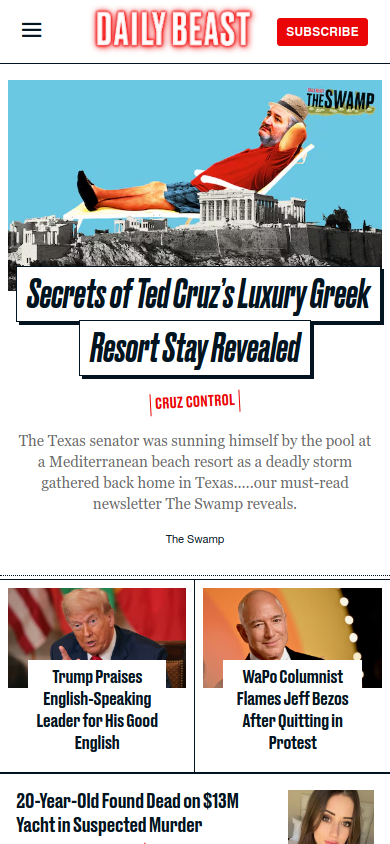 DAILY BEAST
SUBSCRIBE
THE SWAMP
Secrets of Ted Cruz's Luxury Greek
Resort Stay Revealed
CRUZ CONTROL
The Texas senator was sunning himself by the pool at
a Mediterranean beach resort as a deadly storm
gathered back home in Texas.....our must-read
newsletter The Swamp reveals.
The Swamp
Trump Praises
English-Speaking
Leader for His Good
English
WaPo Columnist
Flames Jeff Bezos
After Quitting in
Protest
20-Year-Old Found Dead on $13M
Yacht in Suspected Murder